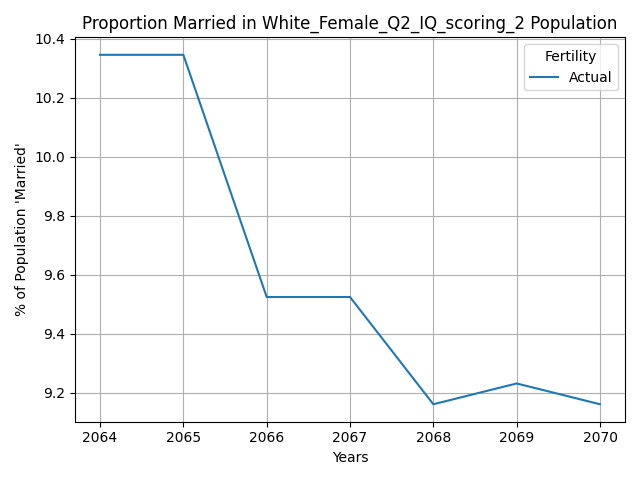 Proportion Married in White_Female_Q2_IQ_scoring_2 Population
% of Population 'Married'
10.4
10.2
10.0
9.8
9.6
9.4
9.2
Fertility
Actual
2064 2065 2066 2067 2068 2069 2070
Years